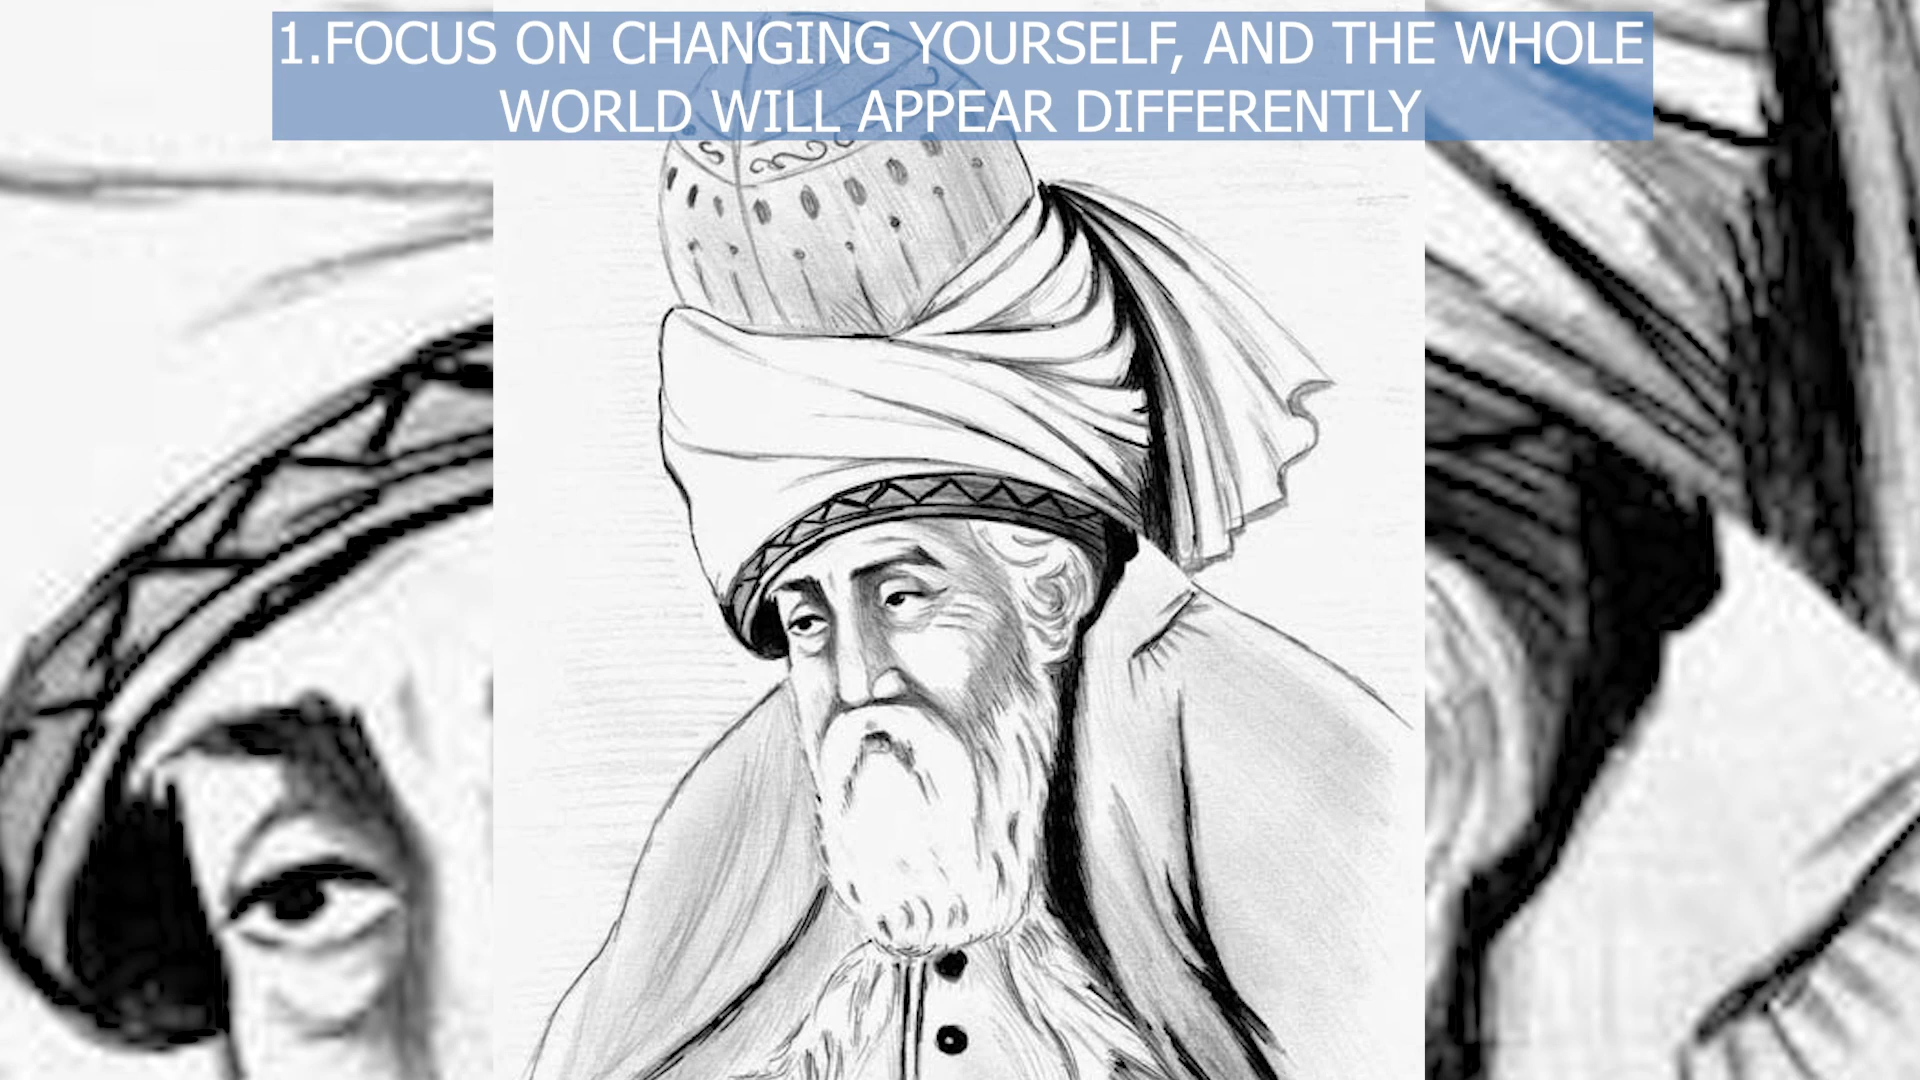 1.FOCUS ON CHANGING YOURSELF, AND THE WHOLE
WORLD WILL APPEAR DIFFERENTLY